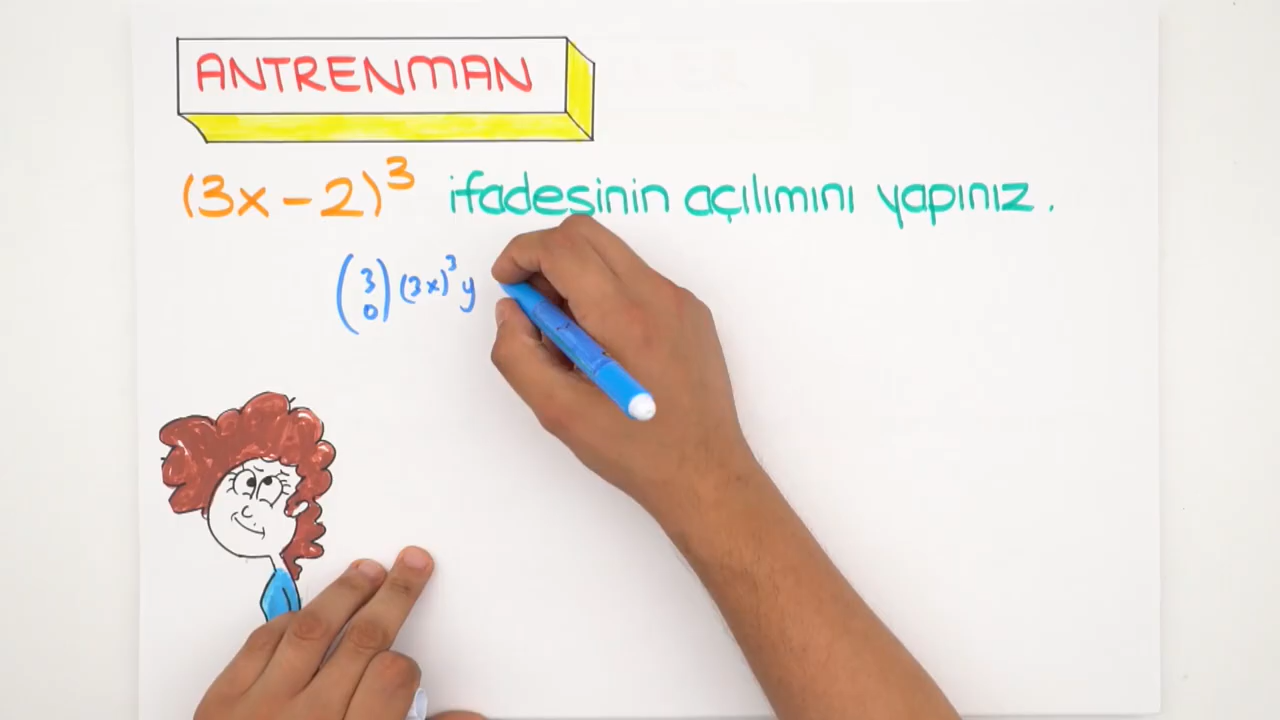 ANTRENMAN
(3x - 2)³ ifadesinin açılımını yapınız.
(3 0) (3x)³ y